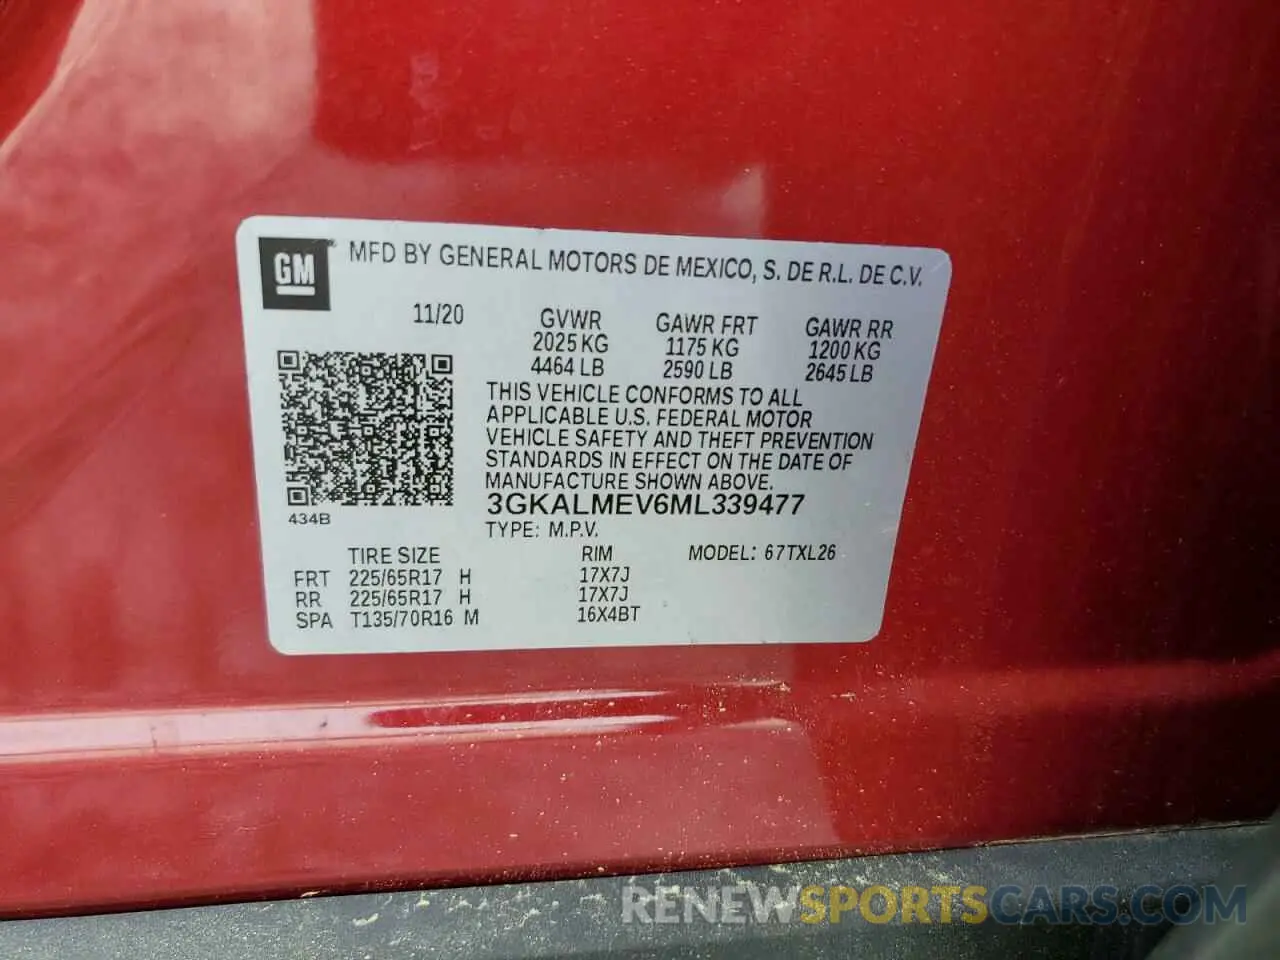 GM
MFD BY GENERAL MOTORS DE MEXICO, S. DE R.L. DE C.V.
11/20 GVWR GAWR FRT GAWR RR
2025 KG 1175 KG 1200 KG
4464 LB 2590 LB 2645 LB
THIS VEHICLE CONFORMS TO ALL
APPLICABLE U.S. FEDERAL MOTOR
VEHICLE SAFETY AND THEFT PREVENTION
STANDARDS IN EFFECT ON THE DATE OF
MANUFACTURE SHOWN ABOVE.
3GKALMEV6ML339477
434B
TYPE: M.P.V.
TIRE SIZE RIM MODEL: 67TXL26
FRT 225/65R17 H 17X7J
RR 225/65R17 H 17X7J
SPA T135/70R16 M 16X4BT
RENEWSPORTSCARS.COM